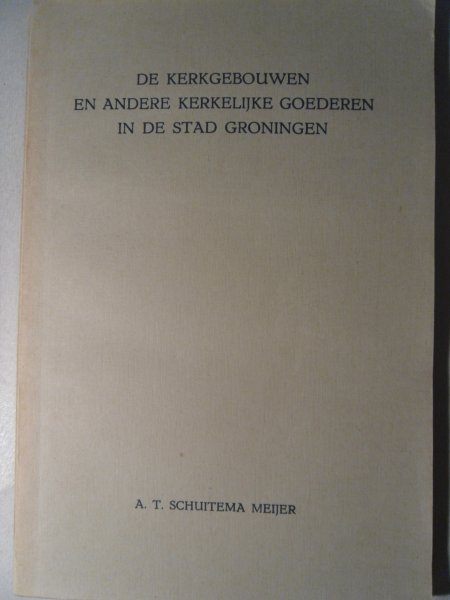 DE KERKGEBOUWEN
EN ANDERE KERKELIJKE GOEDEREN
IN DE STAD GRONINGEN
A. T. SCHUITEMA MEIJER